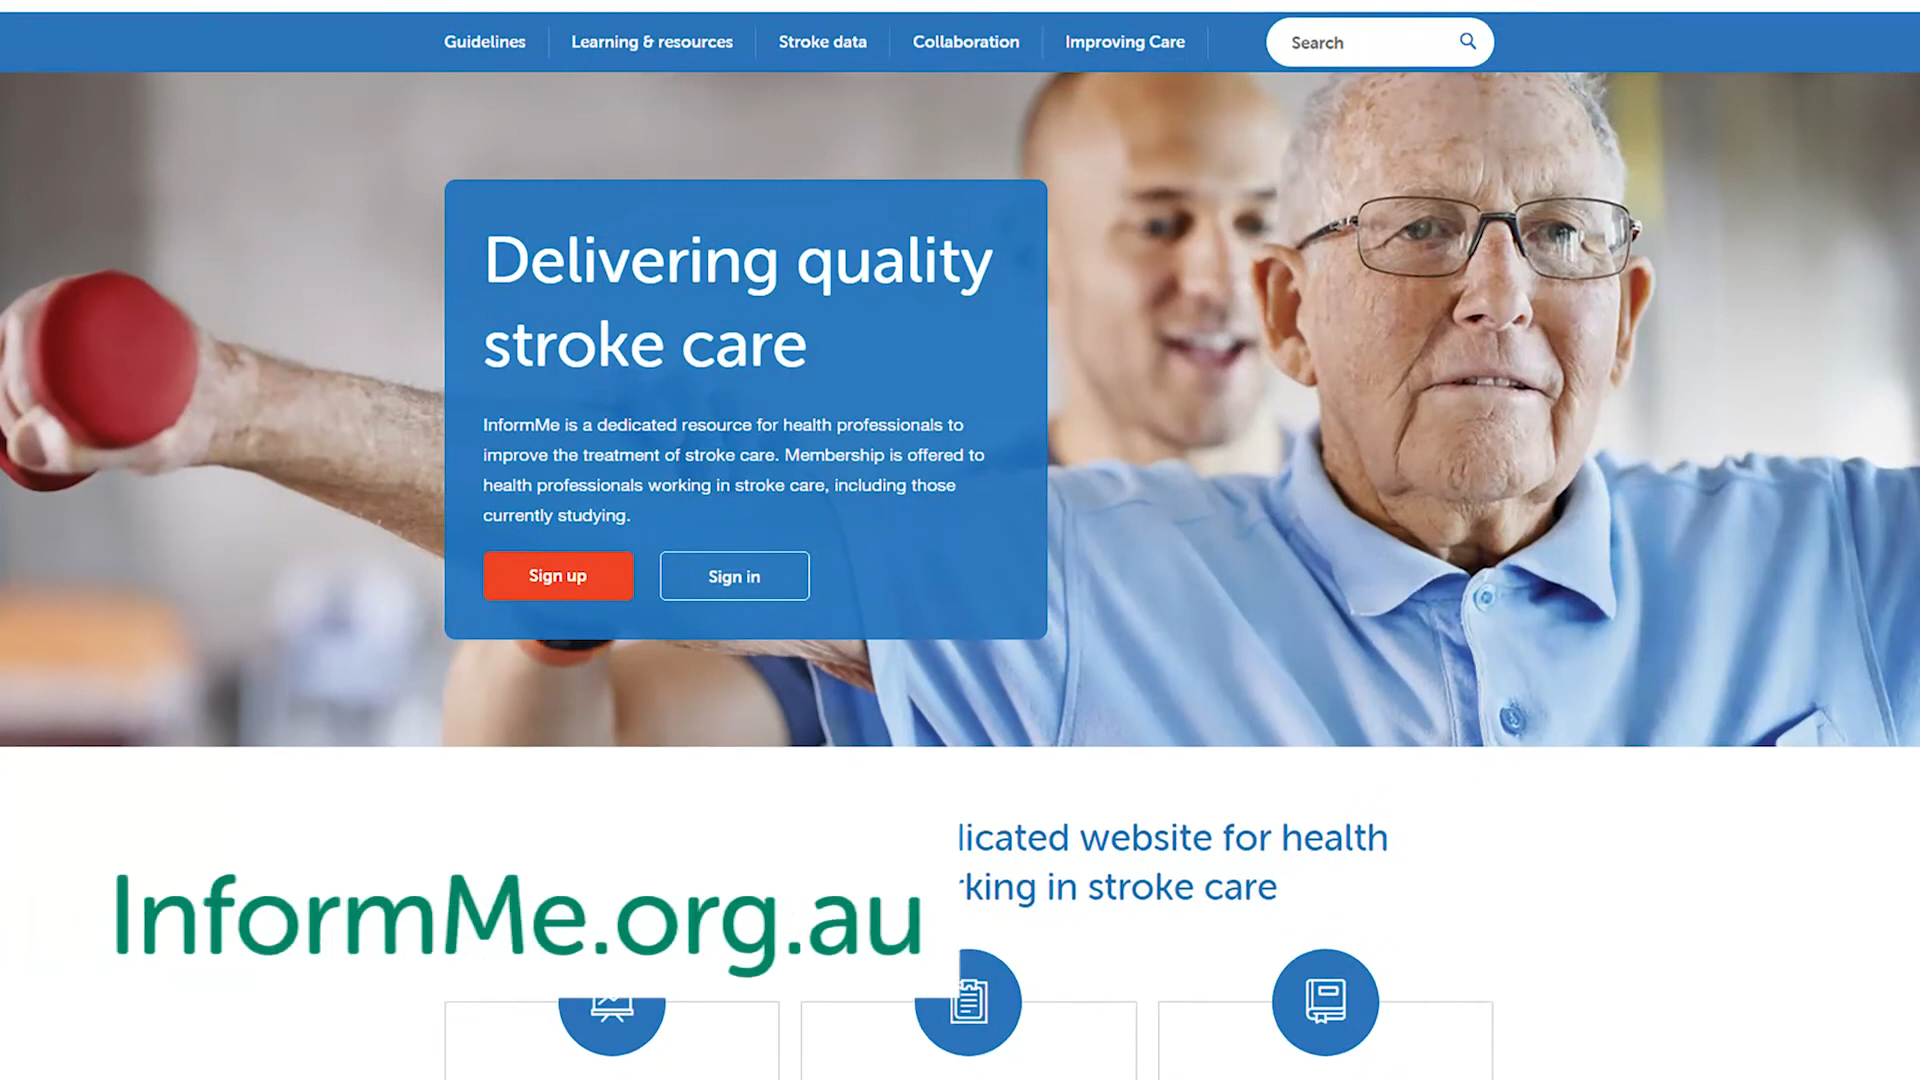 Guidelines
Learning & resources
Stroke data
Collaboration
Improving Care
Search
Delivering quality
stroke care
InformMe is a dedicated resource for health professionals to
improve the treatment of stroke care. Membership is offered to
health professionals working in stroke care, including those
currently studying.
Sign up
Sign in
licated website for health
king in stroke care
InformMe.org.au